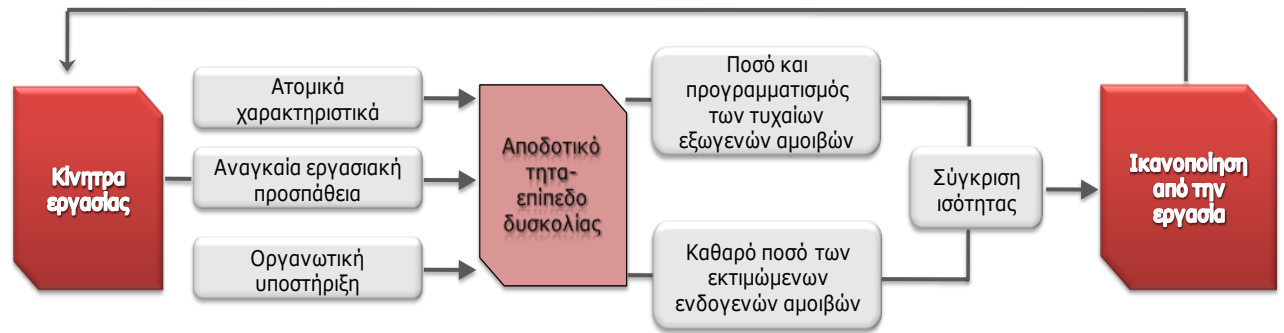 Κίνητρα
εργασίας
Ατομικά
χαρακτηριστικά
Αναγκαία εργασιακή
προσπάθεια
Οργανωτική
υποστήριξη
Αποδοτικό
τητα-
επίπεδο
δυσκολίας
Ποσό και
προγραμματισμός
των τυχαίων
εξωγενών αμοιβών
Καθαρό ποσό των
εκτιμώμενων
ενδογενών αμοιβών
Σύγκριση
ισότητας
Ικανοποίηση
από την
εργασία